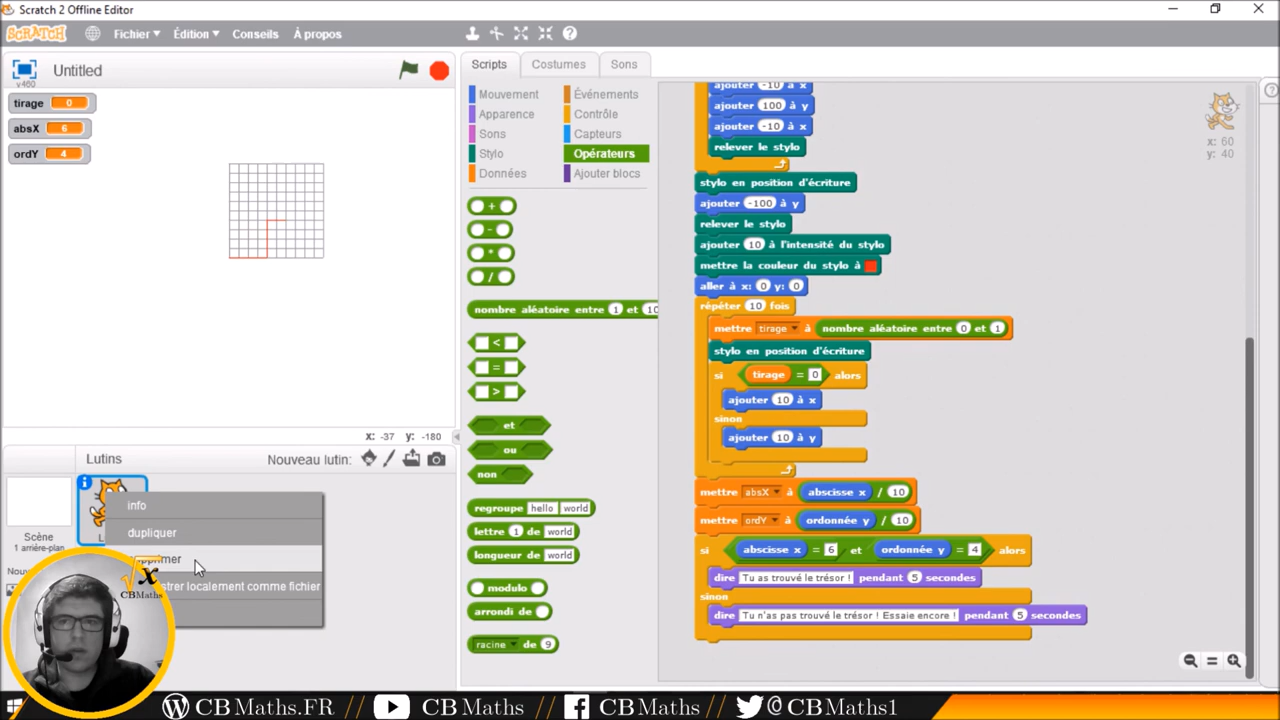 Scratch 2 Offline Editor
SCRATCH Fichier Édition Conseils À propos
Untitled
v460
tirage 0
absX 6
ordY 4
x: -37 y: -180
Lutins Nouveau lutin:
Scène
1 arrière-plan
info
dupliquer
localement comme fichier
√x
CBMaths
Scripts Costumes Sons
Mouvement Événements
Apparence Contrôle
Sons Capteurs
Stylo Opérateurs
Données Ajouter blocs
+
-
*
/
nombre aléatoire entre 1 et 10
<
=
>
et
ou
non
regroupe hello world
lettre 1 de world
longueur de world
modulo
arrondi de
racine de 9
ajouter -10 à x
ajouter 100 à y
ajouter -10 à x
relever le stylo
stylo en position d'écriture
ajouter -100 à y
relever le stylo
ajouter 10 à l'intensité du stylo
mettre la couleur du stylo à
aller à x: 0 y: 0
répéter 10 fois
mettre tirage à nombre aléatoire entre 0 et 1
stylo en position d'écriture
si tirage = 0 alors
ajouter 10 à x
sinon
ajouter 10 à y
mettre absX à abscisse x / 10
mettre ordY à ordonnée y / 10
si abscisse x = 6 et ordonnée y = 4 alors
dire Tu as trouvé le trésor ! pendant 5 secondes
sinon
dire Tu n'as pas trouvé le trésor ! Essaie encore ! pendant 5 secondes
x: 60
y: 40
CBMaths.FR CBMaths CBMaths @CBMaths1